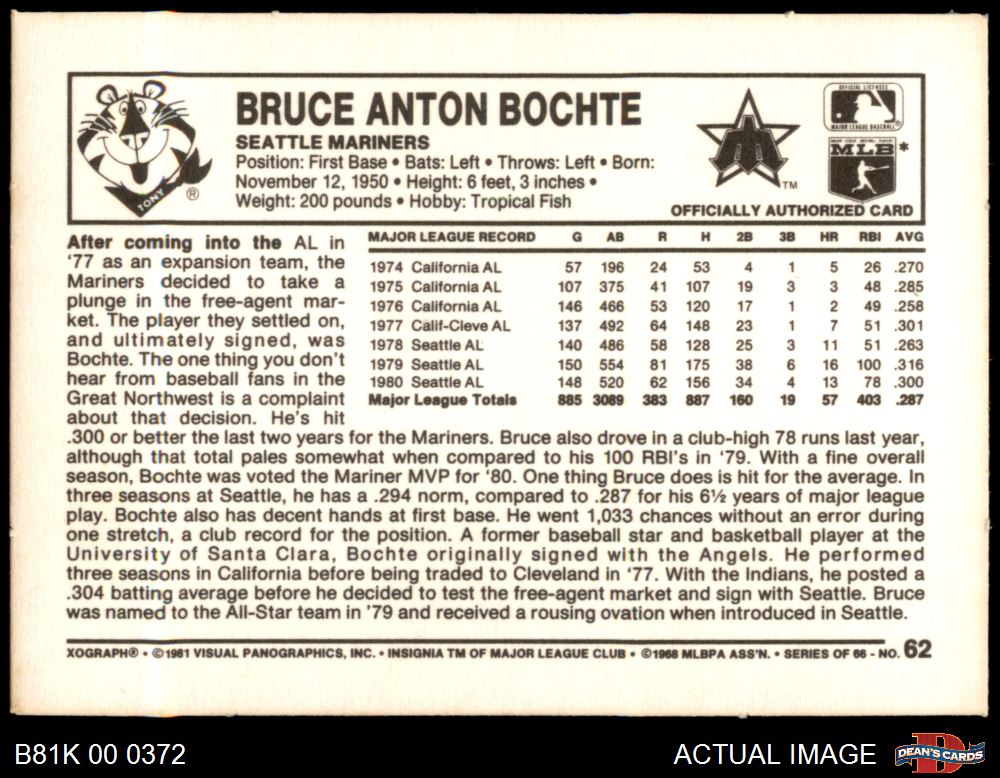 TONY
®
BRUCE ANTON BOCHTE
SEATTLE MARINERS
Position: First Base • Bats: Left • Throws: Left • Born:
November 12, 1950 • Height: 6 feet, 3 inches •
Weight: 200 pounds • Hobby: Tropical Fish
TM
OFFICIAL LICENSEE
MAJOR LEAGUE BASEBALL
®
MLB *
OFFICIALLY AUTHORIZED CARD
After coming into the AL in
'77 as an expansion team, the
Mariners decided to take a
plunge in the free-agent mar-
ket. The player they settled on,
and ultimately signed, was
Bochte. The one thing you don't
hear from baseball fans in the
Great Northwest is a complaint
about that decision. He's hit
MAJOR LEAGUE RECORD G AB R H 2B 3B HR RBI AVG
1974 California AL 57 196 24 53 4 1 5 26 .270
1975 California AL 107 375 41 107 19 3 3 48 .285
1976 California AL 146 466 53 120 17 1 2 49 .258
1977 Calif-Cleve AL 137 492 64 148 23 1 7 51 .301
1978 Seattle AL 140 486 58 128 25 3 11 51 .263
1979 Seattle AL 150 554 81 175 38 6 16 100 .316
1980 Seattle AL 148 520 62 156 34 4 13 78 .300
Major League Totals 885 3089 383 887 160 19 57 403 .287
.300 or better the last two years for the Mariners. Bruce also drove in a club-high 78 runs last year,
although that total pales somewhat when compared to his 100 RBI's in '79. With a fine overall
season, Bochte was voted the Mariner MVP for '80. One thing Bruce does is hit for the average. In
three seasons at Seattle, he has a .294 norm, compared to .287 for his 6½ years of major league
play. Bochte also has decent hands at first base. He went 1,033 chances without an error during
one stretch, a club record for the position. A former baseball star and basketball player at the
University of Santa Clara, Bochte originally signed with the Angels. He performed
three seasons in California before being traded to Cleveland in '77. With the Indians, he posted a
.304 batting average before he decided to test the free-agent market and sign with Seattle. Bruce
was named to the All-Star team in '79 and received a rousing ovation when introduced in Seattle.
XOGRAPH® • ©1981 VISUAL PANOGRAPHICS, INC. • INSIGNIA TM OF MAJOR LEAGUE CLUB • ©1968 MLBPA ASS'N. • SERIES OF 66 - NO. 62
B81K 00 0372
ACTUAL IMAGE
DEAN'S CARDS